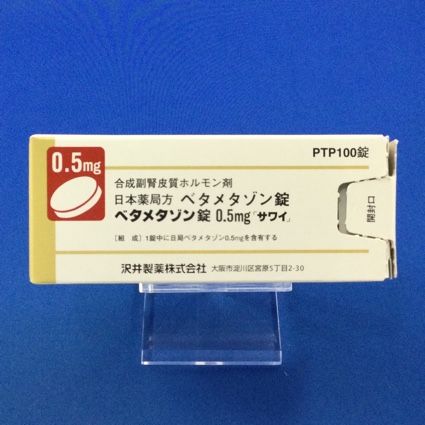 PTP100錠
0.5mg
合成副腎皮質ホルモン剤
日本薬局方 ベタメタゾン錠
ベタメタゾン錠 0.5mg「サワイ」
[組 成] 1錠中に日局ベタメタゾン0.5mgを含有する
沢井製薬株式会社 大阪市淀川区宮原5丁目2-30
開封口